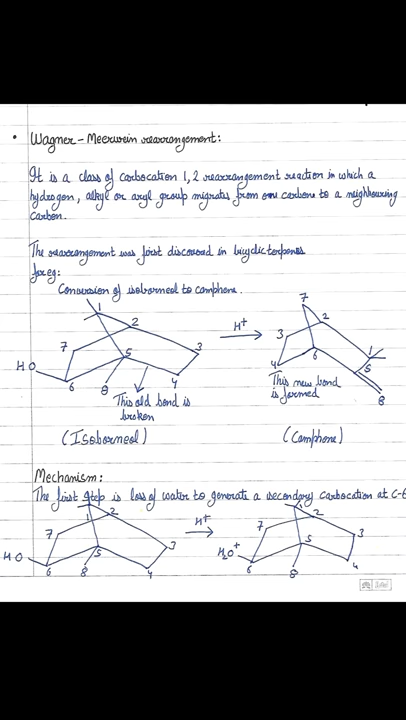 • Wagner-Meerwein rearrangement:
It is a class of carbocation 1,2 rearrangement reaction in which a
hydrogen, alkyl or aryl group migrates from one carbone to a neighbouring
carbon.
The rearrangement was first discovered in bicyclic terpenes
for eg:
Conversion of isoborneol to camphone.
1
2
3
4
5
6
7
8
HO
This old bond is
broken
(Isoborneol)
H+
7
2
3
4
6
1
5
8
This new bond
is formed
(Camphone)
Mechanism:
The first step is loss of water to generate a secondary carbocation at C-6
1
2
3
4
5
6
7
8
HO
H+
1
2
3
4
5
6
7
8
H2O+